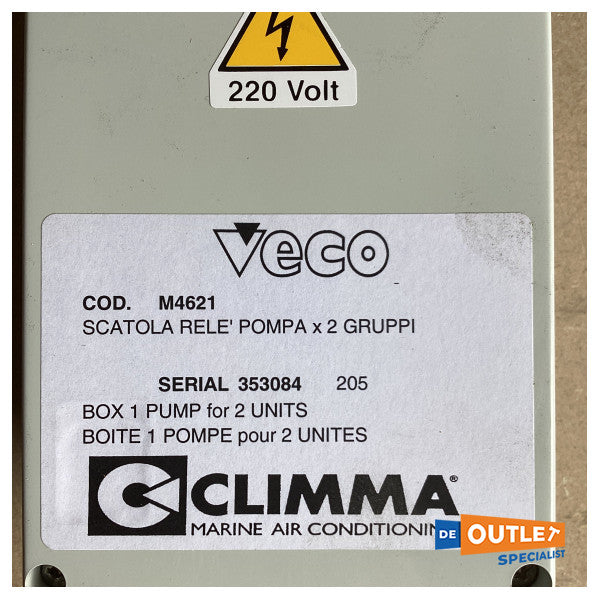 220 Volt
veco
COD. M4621
SCATOLA RELE' POMPA x 2 GRUPPI
SERIAL 353084 205
BOX 1 PUMP for 2 UNITS
BOITE 1 POMPE pour 2 UNITES
CLIMMA®
MARINE AIR CONDITIONIN
DE OUTLET
SPECIALIST